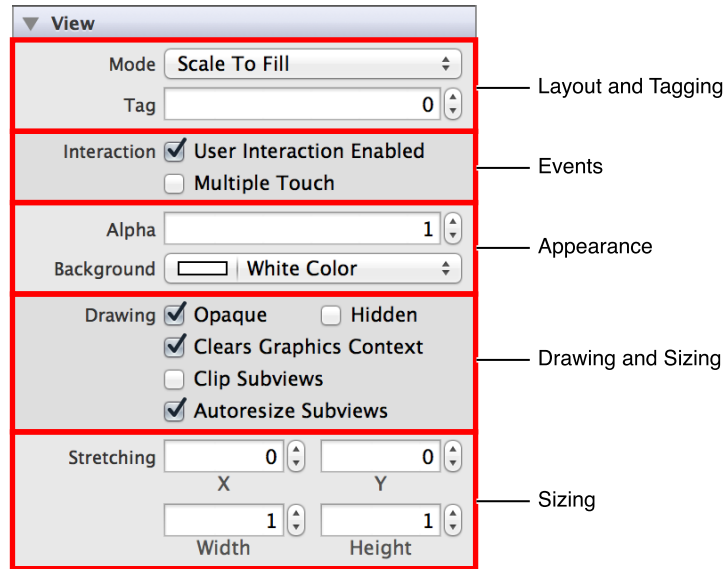 View
Mode Scale To Fill
Layout and Tagging
Tag 0
Interaction User Interaction Enabled
Events
Multiple Touch
Alpha 1
Appearance
Background White Color
Drawing Opaque Hidden
Clears Graphics Context
Drawing and Sizing
Clip Subviews
Autoresize Subviews
Stretching 0 0
X Y
Sizing
1 1
Width Height